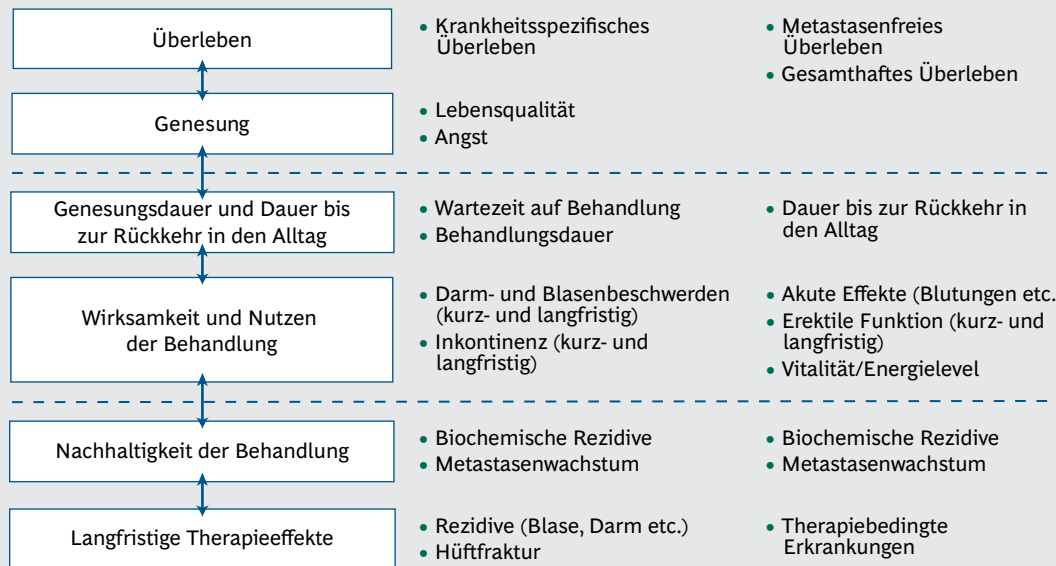 Überleben
• Krankheitsspezifisches
Überleben
• Metastasenfreies
Überleben
• Gesamthaftes Überleben
Genesung
• Lebensqualität
• Angst
Genesungsdauer und Dauer bis
zur Rückkehr in den Alltag
• Wartezeit auf Behandlung
• Behandlungsdauer
• Dauer bis zur Rückkehr in
den Alltag
Wirksamkeit und Nutzen
der Behandlung
• Darm- und Blasenbeschwerden
(kurz- und langfristig)
• Inkontinenz (kurz- und
langfristig)
• Akute Effekte (Blutungen etc.
• Erektile Funktion (kurz- und
langfristig)
• Vitalität/Energielevel
Nachhaltigkeit der Behandlung
• Biochemische Rezidive
• Metastasenwachstum
• Biochemische Rezidive
• Metastasenwachstum
Langfristige Therapieeffekte
• Rezidive (Blase, Darm etc.)
• Hüftfraktur
• Therapiebedingte
Erkrankungen